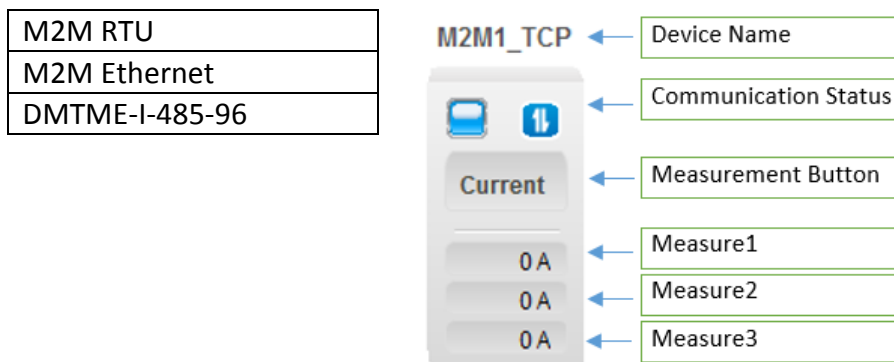 M2M RTU
M2M Ethernet
DMTME-I-485-96
M2M1_TCP
Device Name
Communication Status
Current
Measurement Button
0 A
Measure1
0 A
Measure2
0 A
Measure3